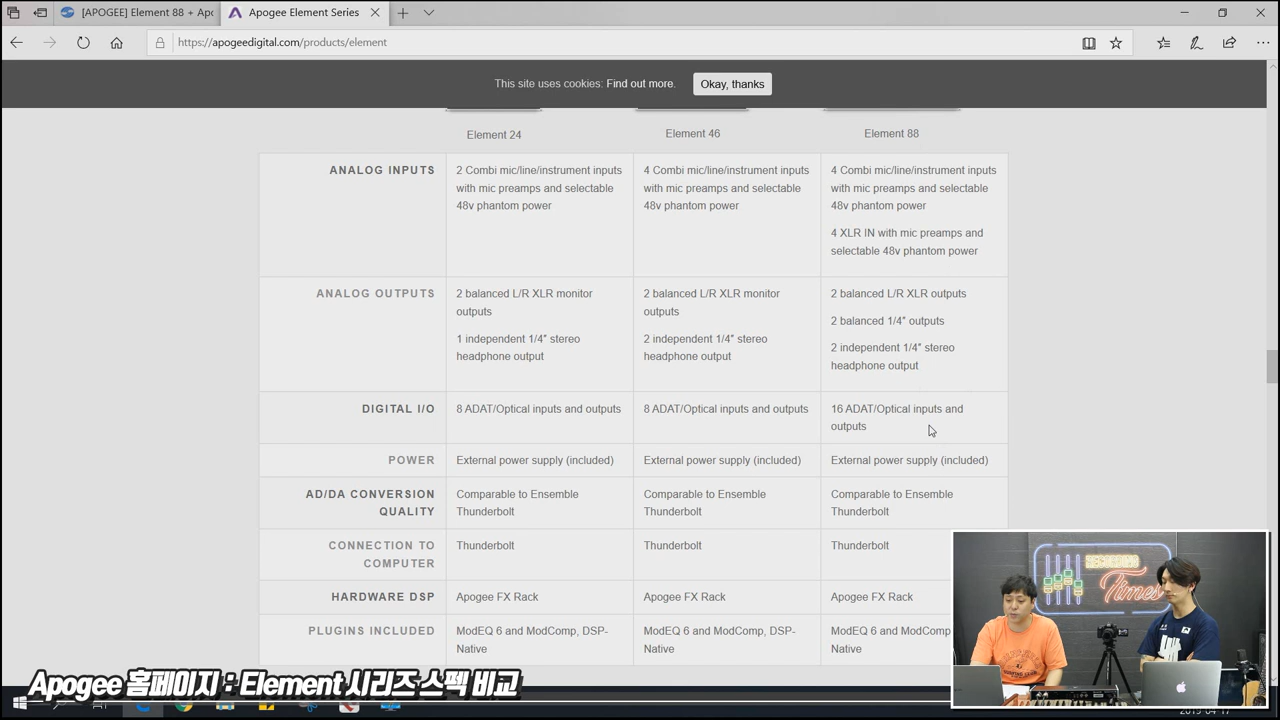 [APOGEE] Element 88 + Apo
Apogee Element Series
https://apogeedigital.com/products/element
This site uses cookies: Find out more.
Okay, thanks
Element 24
Element 46
Element 88
ANALOG INPUTS
2 Combi mic/line/instrument inputs
with mic preamps and selectable
48v phantom power
4 Combi mic/line/instrument inputs
with mic preamps and selectable
48v phantom power
4 Combi mic/line/instrument inputs
with mic preamps and selectable
48v phantom power
4 XLR IN with mic preamps and
selectable 48v phantom power
ANALOG OUTPUTS
2 balanced L/R XLR monitor
outputs
1 independent 1/4" stereo
headphone output
2 balanced L/R XLR monitor
outputs
2 independent 1/4" stereo
headphone output
2 balanced L/R XLR outputs
2 balanced 1/4" outputs
2 independent 1/4" stereo
headphone output
DIGITAL I/O
8 ADAT/Optical inputs and outputs
8 ADAT/Optical inputs and outputs
16 ADAT/Optical inputs and
outputs
POWER
External power supply (included)
External power supply (included)
External power supply (included)
AD/DA CONVERSION
QUALITY
Comparable to Ensemble
Thunderbolt
Comparable to Ensemble
Thunderbolt
Comparable to Ensemble
Thunderbolt
CONNECTION TO
COMPUTER
Thunderbolt
Thunderbolt
Thunderbolt
HARDWARE DSP
Apogee FX Rack
Apogee FX Rack
Apogee FX Rack
PLUGINS INCLUDED
ModEQ 6 and ModComp, DSP-
Native
ModEQ 6 and ModComp, DSP-
Native
ModEQ 6 and ModComp
Native
Times
Apogee 홈페이지 : Element 시리즈 스펙 비교